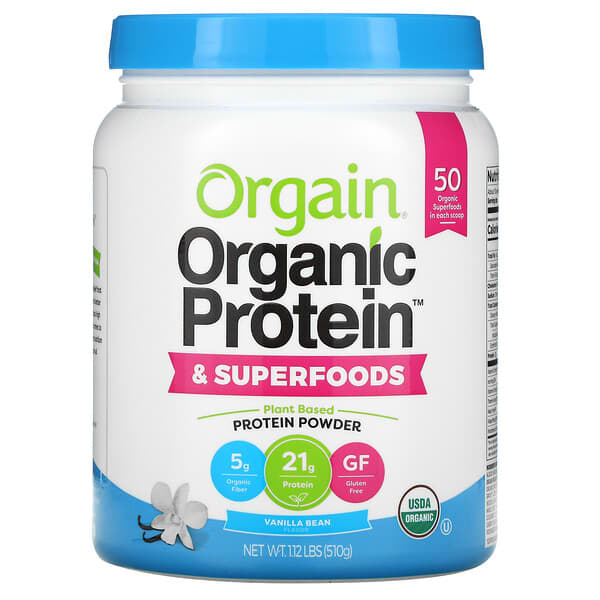 Orgain®
Organic
Protein™
& SUPERFOODS
Plant Based
PROTEIN POWDER
5g
Organic
Fiber
21g
Protein
GF
Gluten
Free
VANILLA BEAN
FLAVOR
NET WT. 1.12 LBS (510g)
50
Organic
Superfoods
in each scoop
USDA
ORGANIC
U